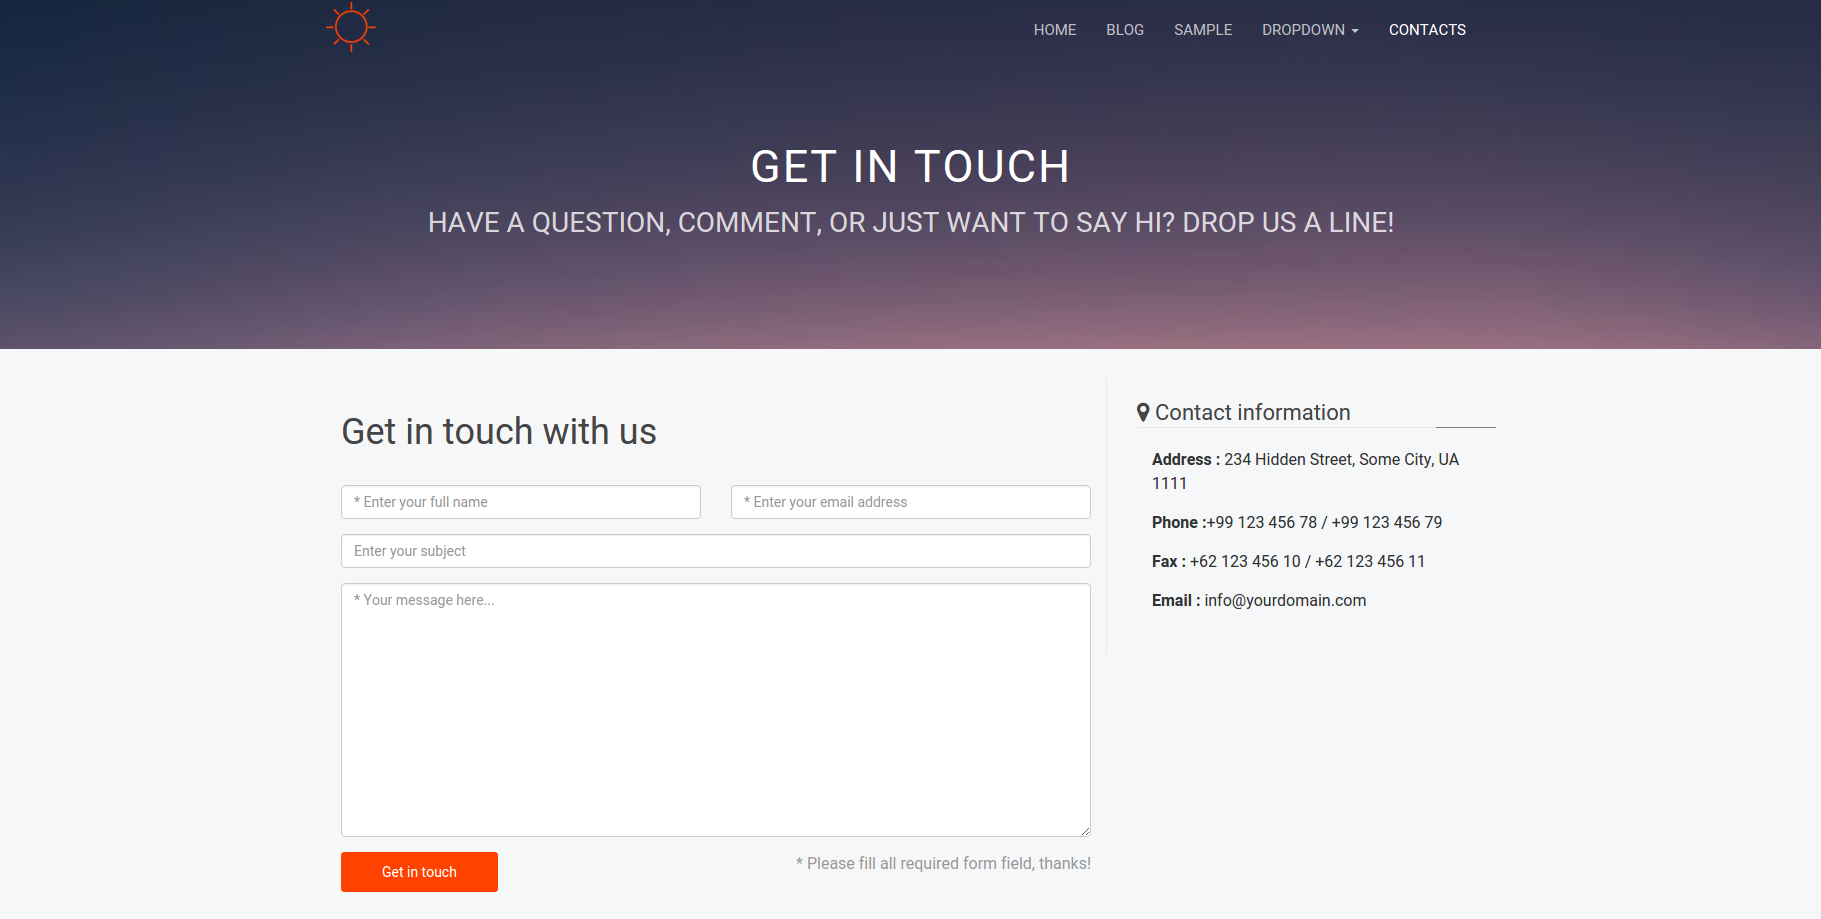 HOME BLOG SAMPLE DROPDOWN CONTACTS
GET IN TOUCH
HAVE A QUESTION, COMMENT, OR JUST WANT TO SAY HI? DROP US A LINE!
Get in touch with us
* Enter your full name
* Enter your email address
Enter your subject
* Your message here...
Get in touch
* Please fill all required form field, thanks!
Contact information
Address : 234 Hidden Street, Some City, UA
1111
Phone :+99 123 456 78 / +99 123 456 79
Fax : +62 123 456 10 / +62 123 456 11
Email : info@yourdomain.com